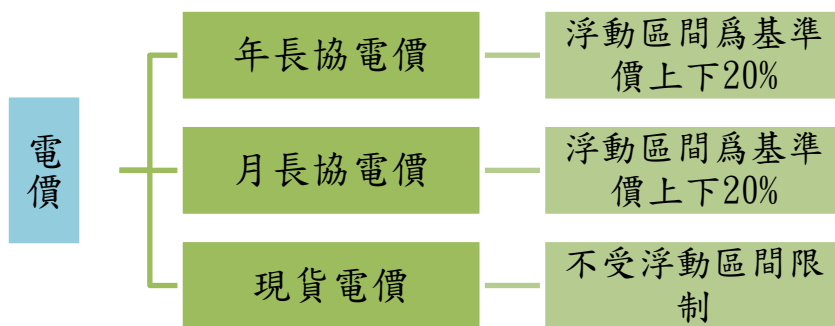 電價
年長協電價
浮動區間爲基準
價上下20%
月長協電價
浮動區間爲基準
價上下20%
現貨電價
不受浮動區間限
制